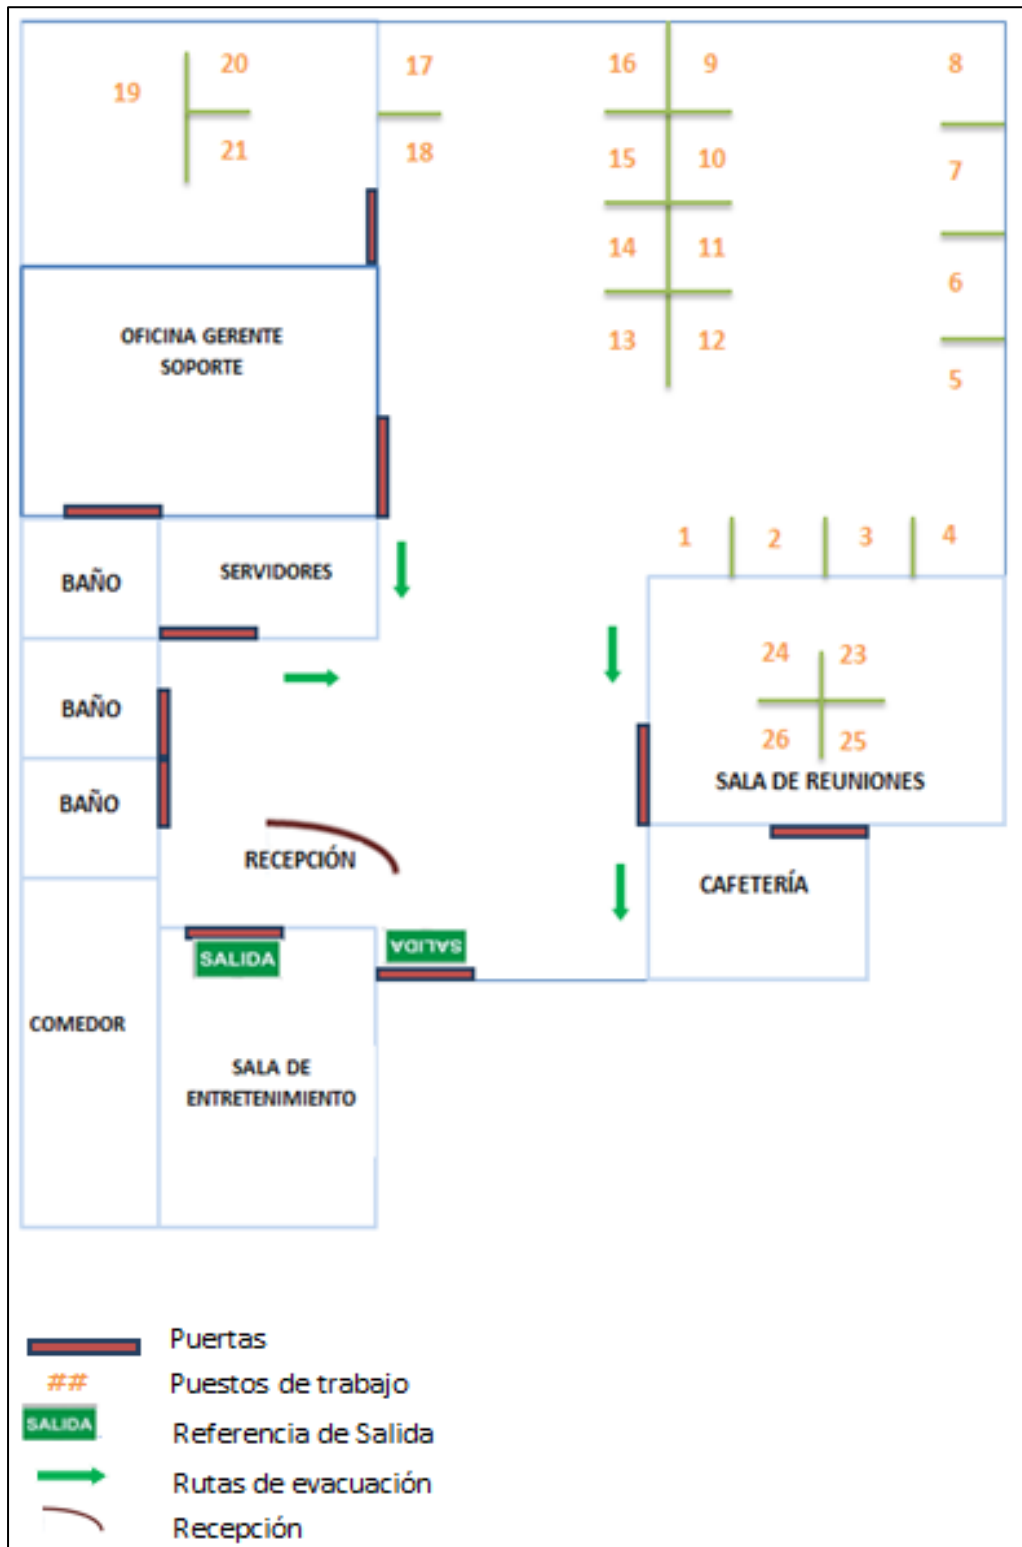 20
17
16
9
8
19
21
18
15
10
7
14
11
6
OFICINA GERENTE
SOPORTE
13
12
5
1
2
3
4
BAÑO
SERVIDORES
24
23
BAÑO
26
25
SALA DE REUNIONES
BAÑO
RECEPCIÓN
CAFETERÍA
SALIDA
SALIDA
COMEDOR
SALA DE
ENTRETENIMIENTO
Puertas
## Puestos de trabajo
SALIDA Referencia de Salida
Rutas de evacuación
Recepción